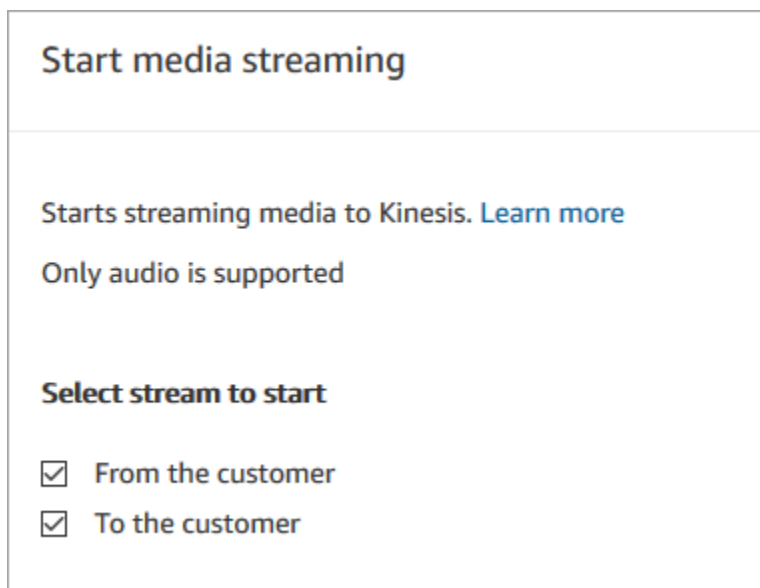 Start media streaming
Starts streaming media to Kinesis. Learn more
Only audio is supported
Select stream to start
From the customer
To the customer